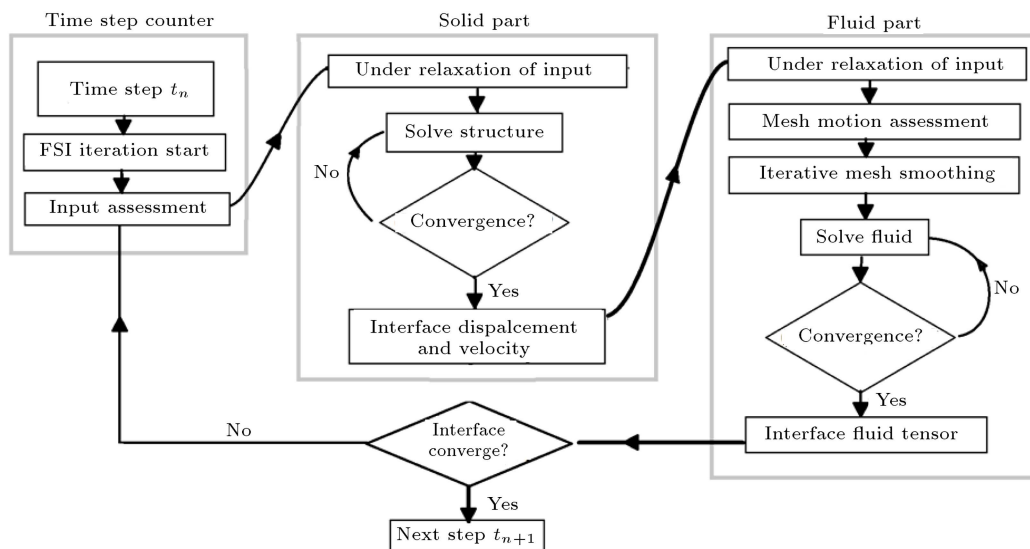 Time step counter
Time step t_n
FSI iteration start
Input assessment
Solid part
Under relaxation of input
Solve structure
No
Convergence?
Yes
Interface dispalcement
and velocity
Fluid part
Under relaxation of input
Mesh motion assessment
Iterative mesh smoothing
Solve fluid
No
Convergence?
Yes
Interface fluid tensor
Interface
converge?
No
Yes
Next step t_{n+1}